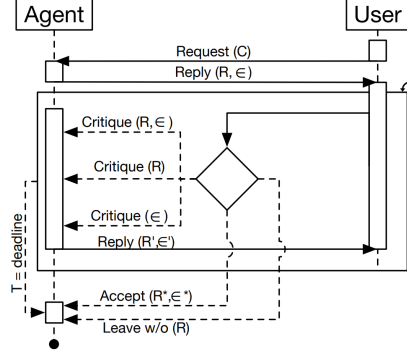 Agent
User
Request (C)
Reply (R, ∈)
Critique (R, ∈)
Critique (R)
Critique (∈)
Reply (R',∈')
T = deadline
Accept (R*,∈*)
Leave w/o (R)